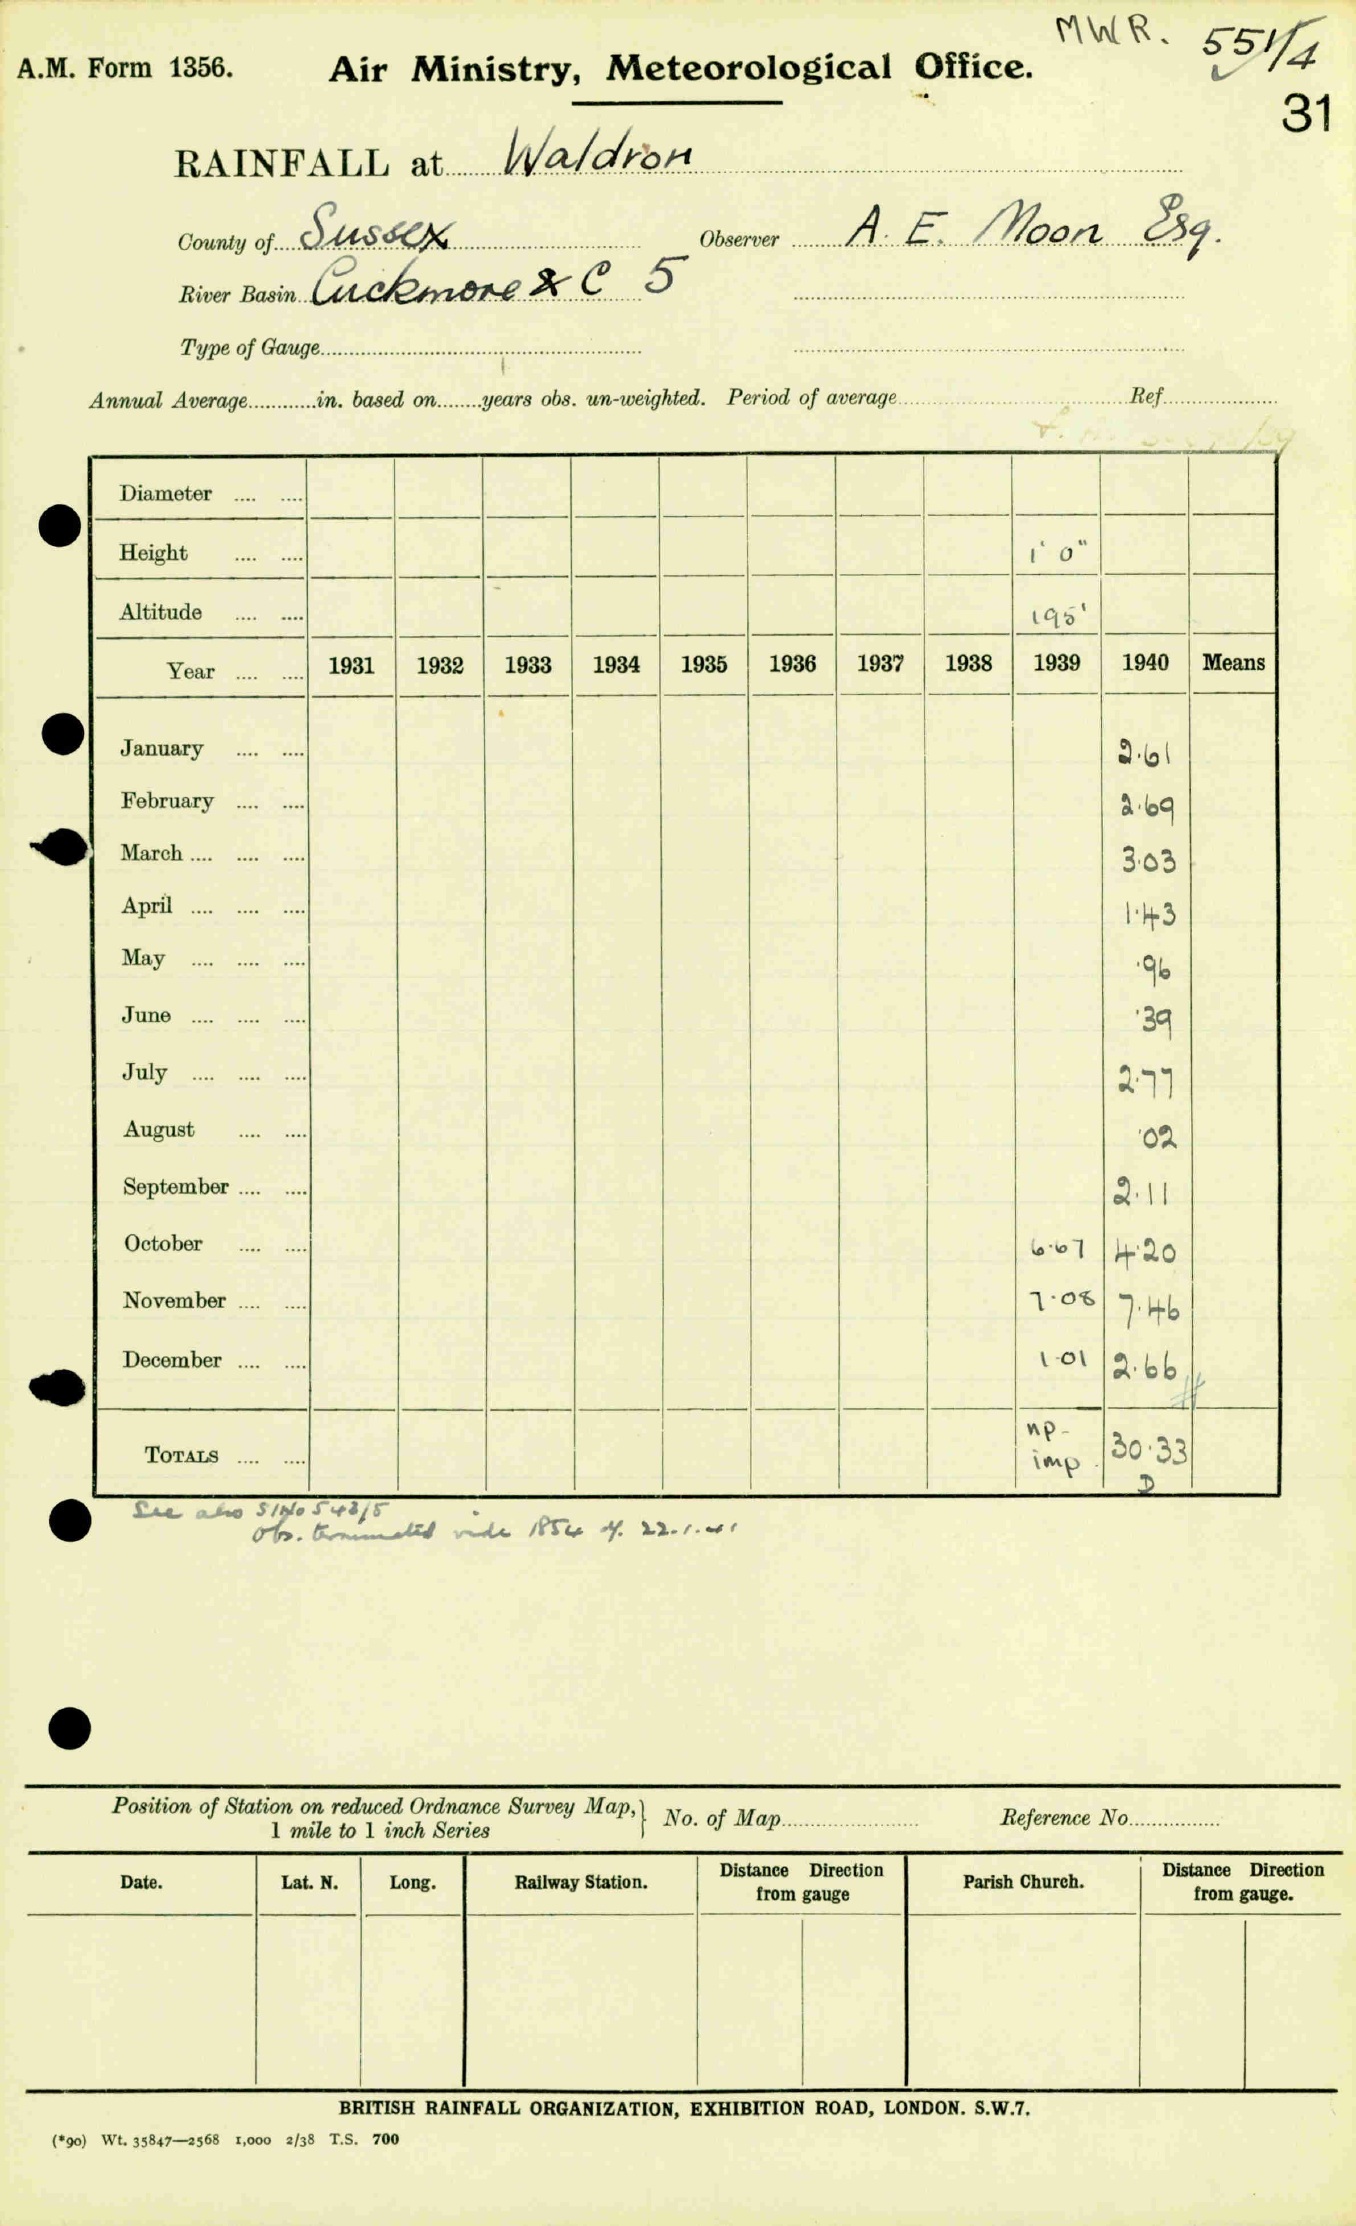 MWR. 551/4
A.M. Form 1356. Air Ministry, Meteorological Office.
31
RAINFALL at Waldron
County of Sussex Observer A. E. Moon Esq.
River Basin Cuckmere & C 5
Type of Gauge
Annual Average in. based on years obs. un-weighted. Period of average Ref
Diameter
Height 1' 0"
Altitude 195'
Year 1931 1932 1933 1934 1935 1936 1937 1938 1939 1940 Means
January 2.61
February 2.69
March 3.03
April 1.43
May .96
June .39
July 2.77
August .02
September 2.11
October 6.67 4.20
November 7.08 7.46
December 1.01 2.66
#
TOTALS np- imp. 30.33
D
See also 543/5
Obs. terminated vide 1854 of 22.1.41
Position of Station on reduced Ordnance Survey Map, 1 mile to 1 inch Series } No. of Map Reference No
Date. Lat. N. Long. Railway Station. Distance Direction from gauge Parish Church. Distance Direction from gauge.
BRITISH RAINFALL ORGANIZATION, EXHIBITION ROAD, LONDON. S.W.7.
(*90) Wt. 35847—2568 1,000 2/38 T.S. 700